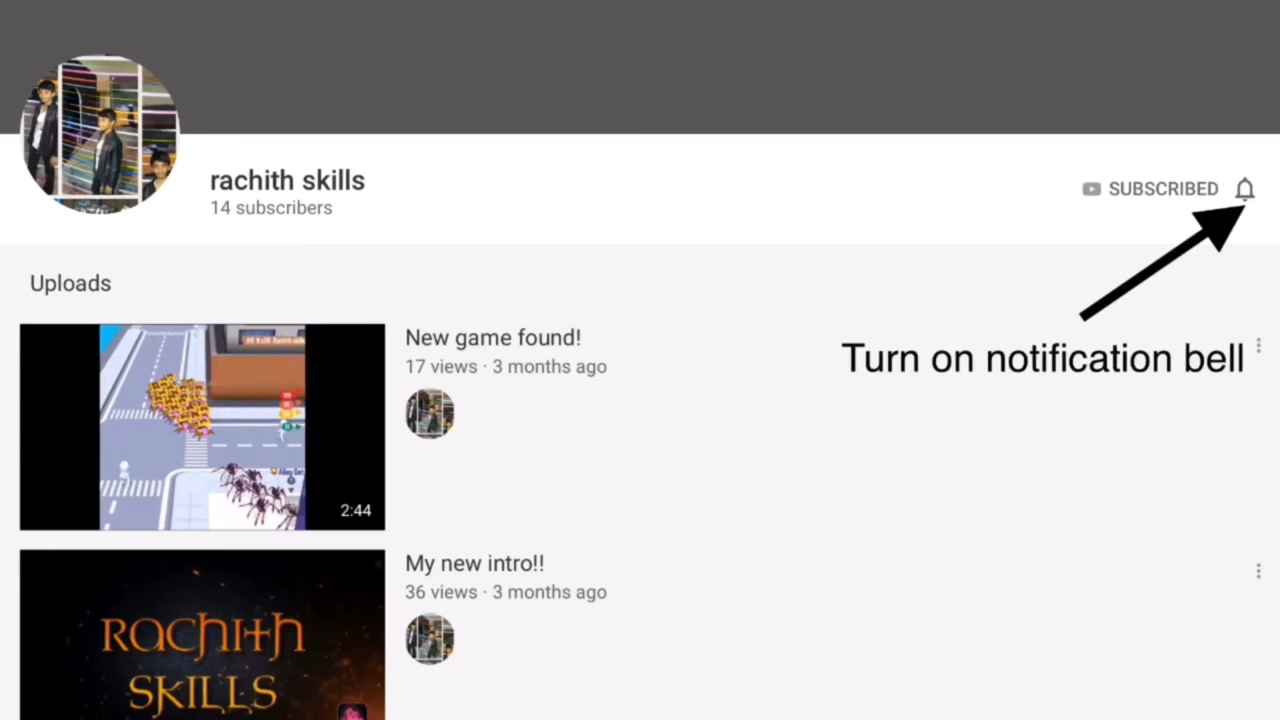 rachith skills
14 subscribers
SUBSCRIBED
Uploads
New game found!
17 views · 3 months ago
Turn on notification bell
2:44
My new intro!!
36 views · 3 months ago
RACHITH
SKILLS